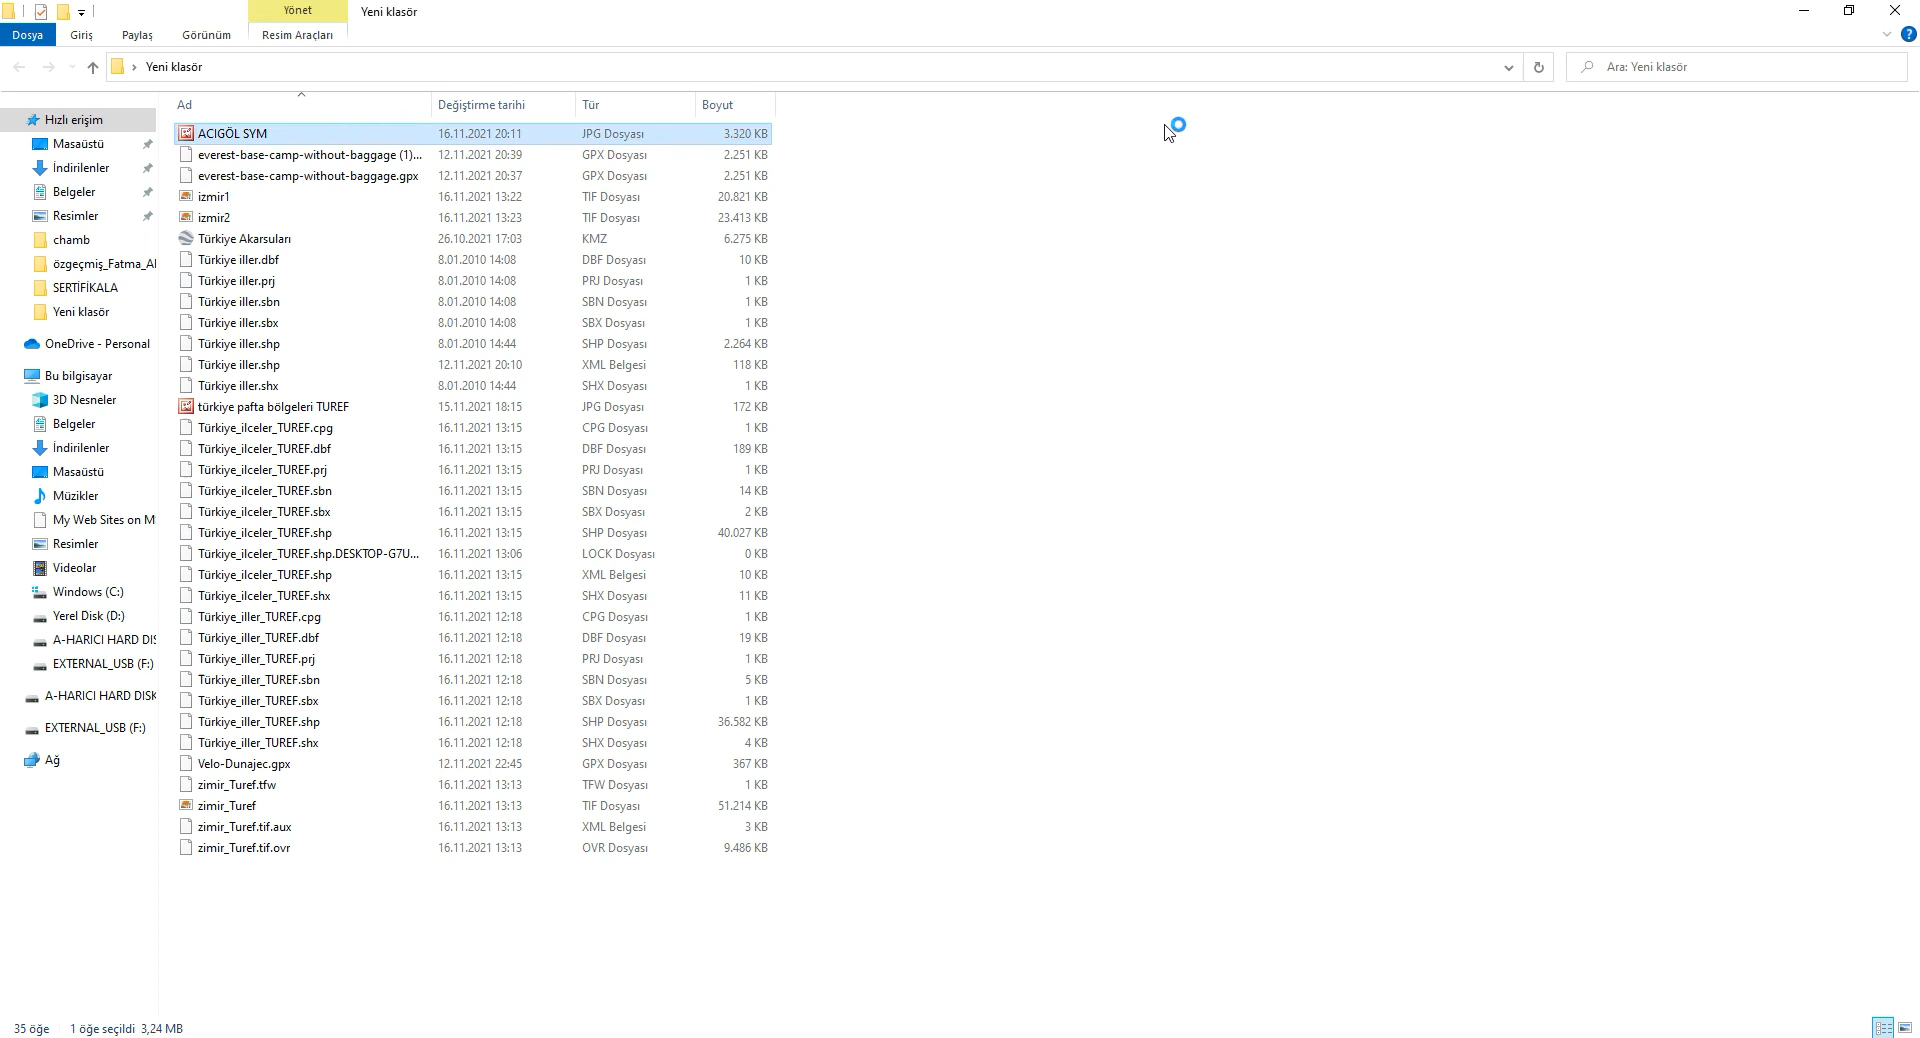 Yönet
Yeni klasör
Dosya
Giriş
Paylaş
Görünüm
Resim Araçları
Yeni klasör
Ara: Yeni klasör
Ad
Değiştirme tarihi
Tür
Boyut
Hızlı erişim
Masaüstü
İndirilenler
Belgeler
Resimler
chamb
özgeçmiş_Fatma_Al
SERTİFİKALA
Yeni klasör
OneDrive - Personal
Bu bilgisayar
3D Nesneler
Belgeler
İndirilenler
Masaüstü
Müzikler
My Web Sites on M
Resimler
Videolar
Windows (C:)
Yerel Disk (D:)
A-HARICI HARD DIS
EXTERNAL_USB (F:)
A-HARICI HARD DISK
EXTERNAL_USB (F:)
Ağ
ACIGÖL SYM 16.11.2021 20:11 JPG Dosyası 3.320 KB
everest-base-camp-without-baggage (1)... 12.11.2021 20:39 GPX Dosyası 2.251 KB
everest-base-camp-without-baggage.gpx 12.11.2021 20:37 GPX Dosyası 2.251 KB
izmir1 16.11.2021 13:22 TIF Dosyası 20.821 KB
izmir2 16.11.2021 13:23 TIF Dosyası 23.413 KB
Türkiye Akarsuları 26.10.2021 17:03 KMZ 6.275 KB
Türkiye iller.dbf 8.01.2010 14:08 DBF Dosyası 10 KB
Türkiye iller.prj 8.01.2010 14:08 PRJ Dosyası 1 KB
Türkiye iller.sbn 8.01.2010 14:08 SBN Dosyası 1 KB
Türkiye iller.sbx 8.01.2010 14:08 SBX Dosyası 1 KB
Türkiye iller.shp 8.01.2010 14:44 SHP Dosyası 2.264 KB
Türkiye iller.shp 12.11.2021 20:10 XML Belgesi 118 KB
Türkiye iller.shx 8.01.2010 14:44 SHX Dosyası 1 KB
türkiye pafta bölgeleri TUREF 15.11.2021 18:15 JPG Dosyası 172 KB
Türkiye_ilceler_TUREF.cpg 16.11.2021 13:15 CPG Dosyası 1 KB
Türkiye_ilceler_TUREF.dbf 16.11.2021 13:15 DBF Dosyası 189 KB
Türkiye_ilceler_TUREF.prj 16.11.2021 13:15 PRJ Dosyası 1 KB
Türkiye_ilceler_TUREF.sbn 16.11.2021 13:15 SBN Dosyası 14 KB
Türkiye_ilceler_TUREF.sbx 16.11.2021 13:15 SBX Dosyası 2 KB
Türkiye_ilceler_TUREF.shp 16.11.2021 13:15 SHP Dosyası 40.027 KB
Türkiye_ilceler_TUREF.shp.DESKTOP-G7U... 16.11.2021 13:06 LOCK Dosyası 0 KB
Türkiye_ilceler_TUREF.shp 16.11.2021 13:15 XML Belgesi 10 KB
Türkiye_ilceler_TUREF.shx 16.11.2021 13:15 SHX Dosyası 11 KB
Türkiye_iller_TUREF.cpg 16.11.2021 12:18 CPG Dosyası 1 KB
Türkiye_iller_TUREF.dbf 16.11.2021 12:18 DBF Dosyası 19 KB
Türkiye_iller_TUREF.prj 16.11.2021 12:18 PRJ Dosyası 1 KB
Türkiye_iller_TUREF.sbn 16.11.2021 12:18 SBN Dosyası 5 KB
Türkiye_iller_TUREF.sbx 16.11.2021 12:18 SBX Dosyası 1 KB
Türkiye_iller_TUREF.shp 16.11.2021 12:18 SHP Dosyası 36.582 KB
Türkiye_iller_TUREF.shx 16.11.2021 12:18 SHX Dosyası 4 KB
Velo-Dunajec.gpx 12.11.2021 22:45 GPX Dosyası 367 KB
zimir_Turef.tfw 16.11.2021 13:13 TFW Dosyası 1 KB
zimir_Turef 16.11.2021 13:13 TIF Dosyası 51.214 KB
zimir_Turef.tif.aux 16.11.2021 13:13 XML Belgesi 3 KB
zimir_Turef.tif.ovr 16.11.2021 13:13 OVR Dosyası 9.486 KB
35 öğe 1 öğe seçildi 3,24 MB